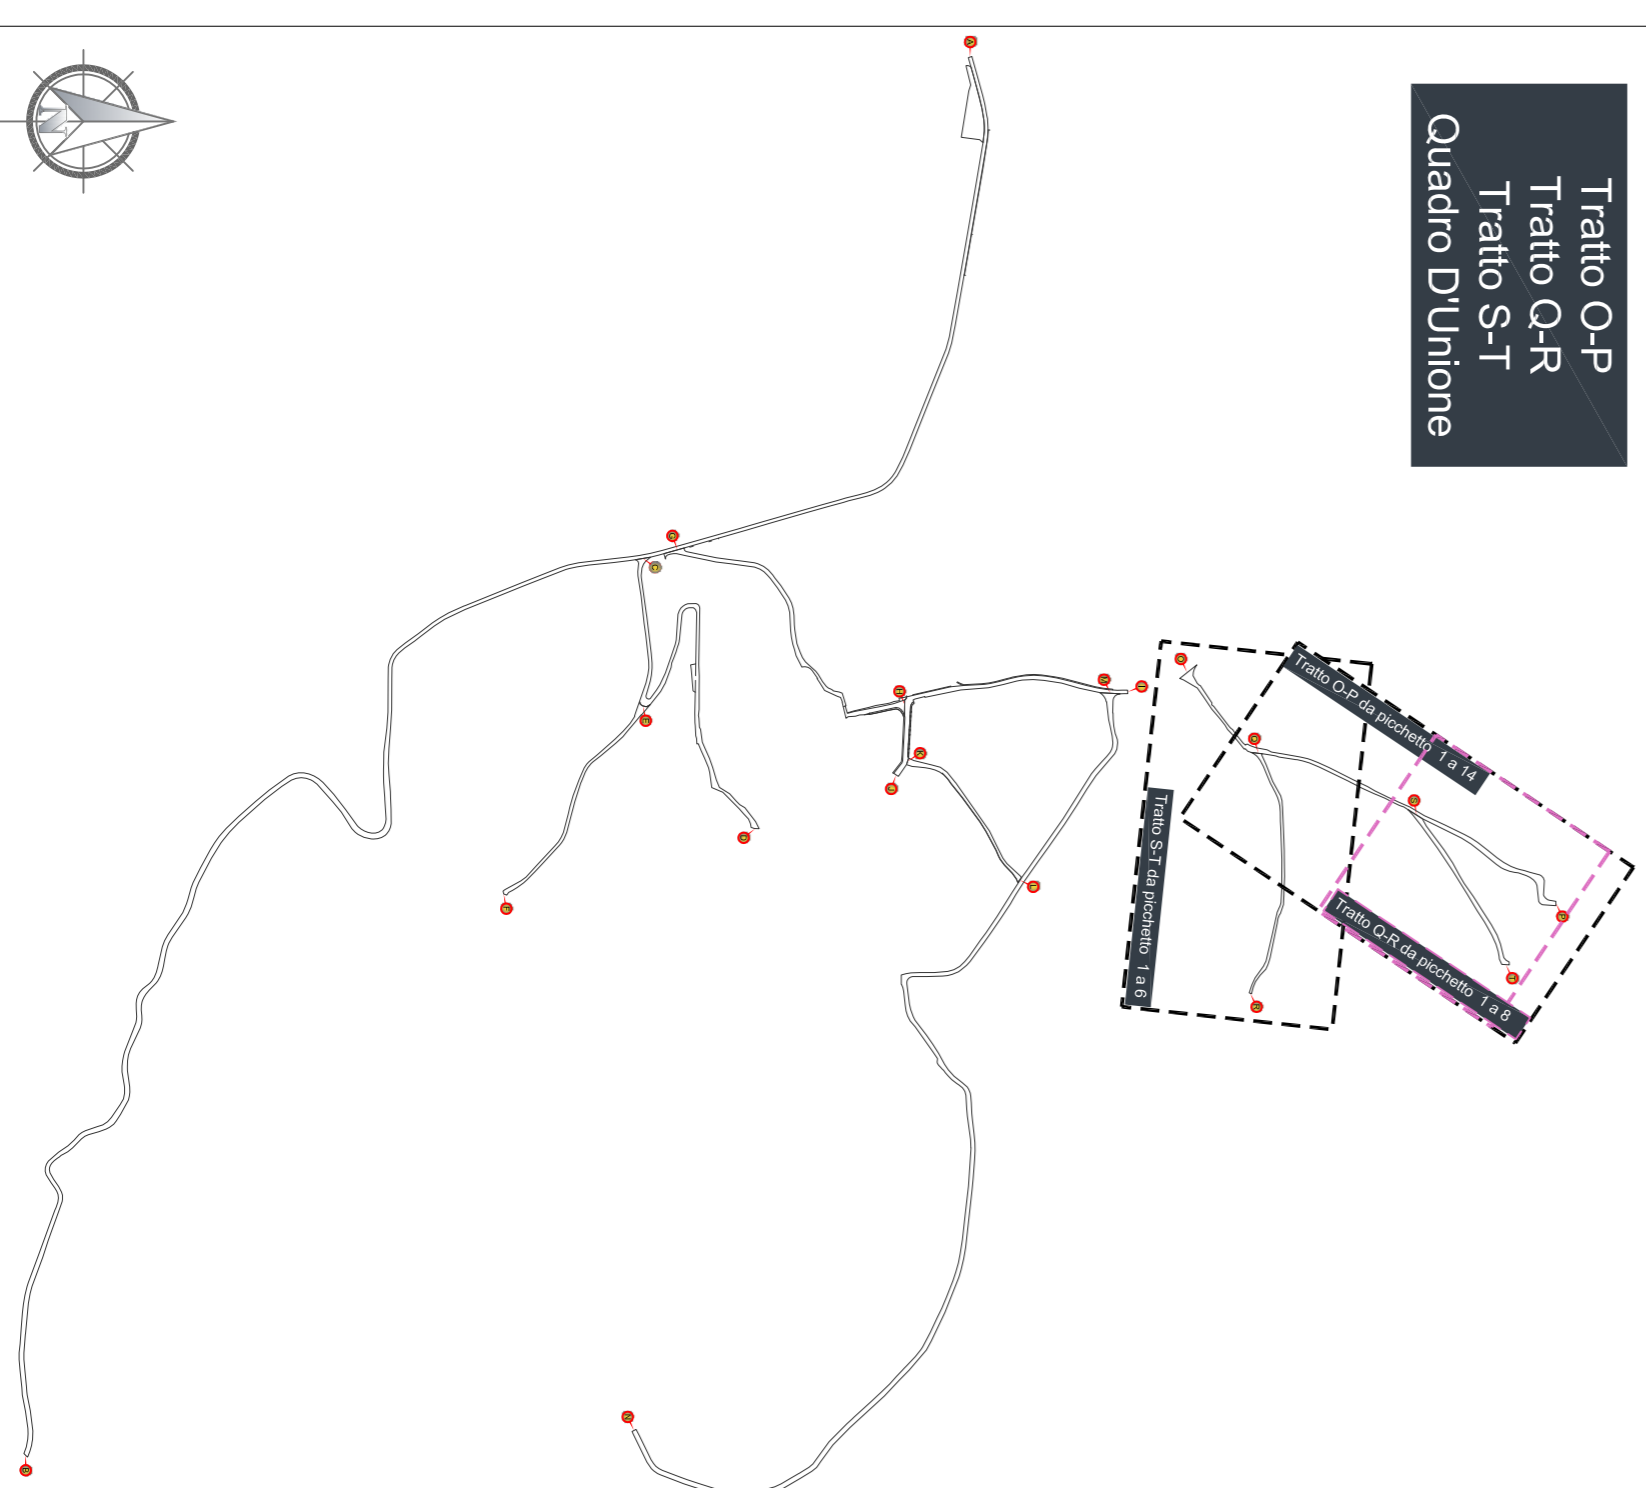 Tratto O-P
Tratto Q-R
Tratto S-T
Quadro D'Unione
N
A
G
C
E
D
F
H
K
J
M
I
L
N
B
O
Q
S
P
T
R
Tratto O-P da picchetto 1 a 14
Tratto Q-R da picchetto 1 a 8
Tratto S-T da picchetto 1 a 6